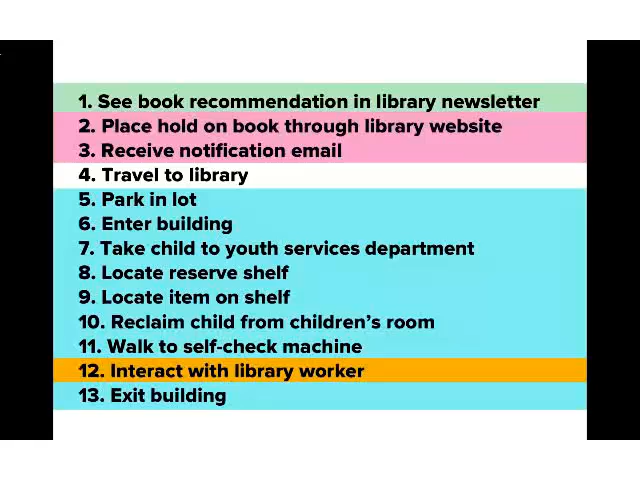 1. See book recommendation in library newsletter
2. Place hold on book through library website
3. Receive notification email
4. Travel to library
5. Park in lot
6. Enter building
7. Take child to youth services department
8. Locate reserve shelf
9. Locate item on shelf
10. Reclaim child from children’s room
11. Walk to self-check machine
12. Interact with library worker
13. Exit building